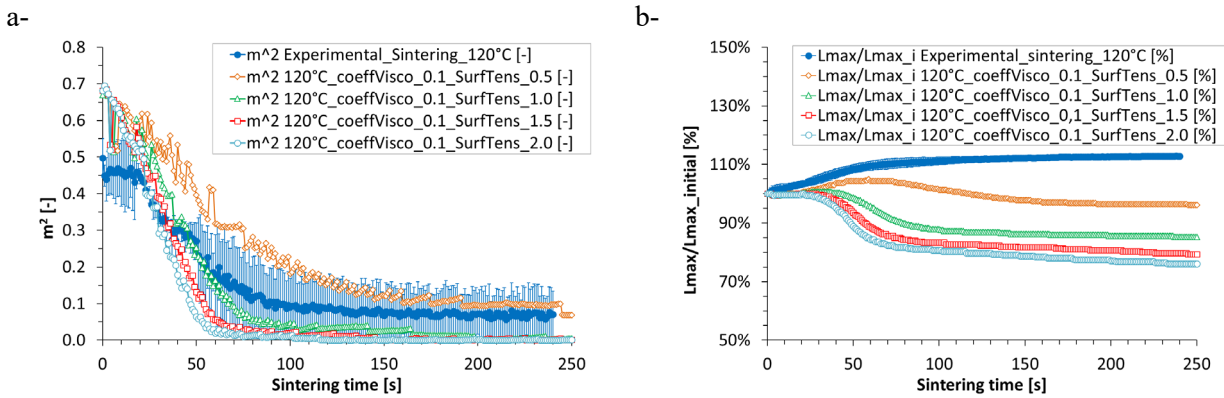 a-
0.8
0.7
0.6
0.5
0.4
0.3
0.2
0.1
0.0
m² [-]
m^2 Experimental_Sintering_120°C [-]
m^2 120°C_coeffVisco_0.1_SurfTens_0.5 [-]
m^2 120°C_coeffVisco_0.1_SurfTens_1.0 [-]
m^2 120°C_coeffVisco_0.1_SurfTens_1.5 [-]
m^2 120°C_coeffVisco_0.1_SurfTens_2.0 [-]
0 50 100 150 200 250
Sintering time [s]
b-
150%
130%
110%
90%
70%
50%
Lmax/Lmax_initial [%]
Lmax/Lmax_i Experimental_sintering_120°C [%]
Lmax/Lmax_i 120°C_coeffVisco_0.1_SurfTens_0.5 [%]
Lmax/Lmax_i 120°C_coeffVisco_0.1_SurfTens_1.0 [%]
Lmax/Lmax_i 120°C_coeffVisco_0.1_SurfTens_1.5 [%]
Lmax/Lmax_i 120°C_coeffVisco_0.1_SurfTens_2.0 [%]
0 50 100 150 200 250
Sintering time [s]